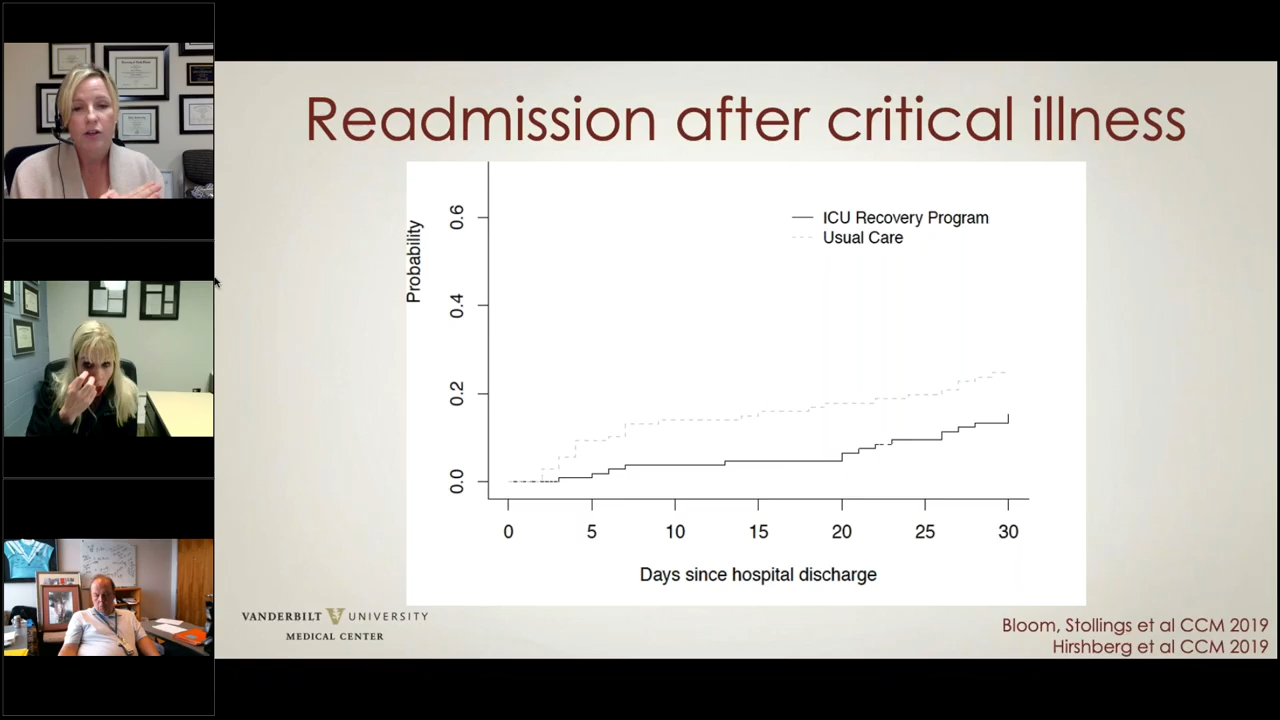 Readmission after critical illness
Probability
0.6
0.4
0.2
0.0
ICU Recovery Program
Usual Care
0 5 10 15 20 25 30
Days since hospital discharge
VANDERBILT UNIVERSITY
MEDICAL CENTER
Bloom, Stollings et al CCM 2019
Hirshberg et al CCM 2019